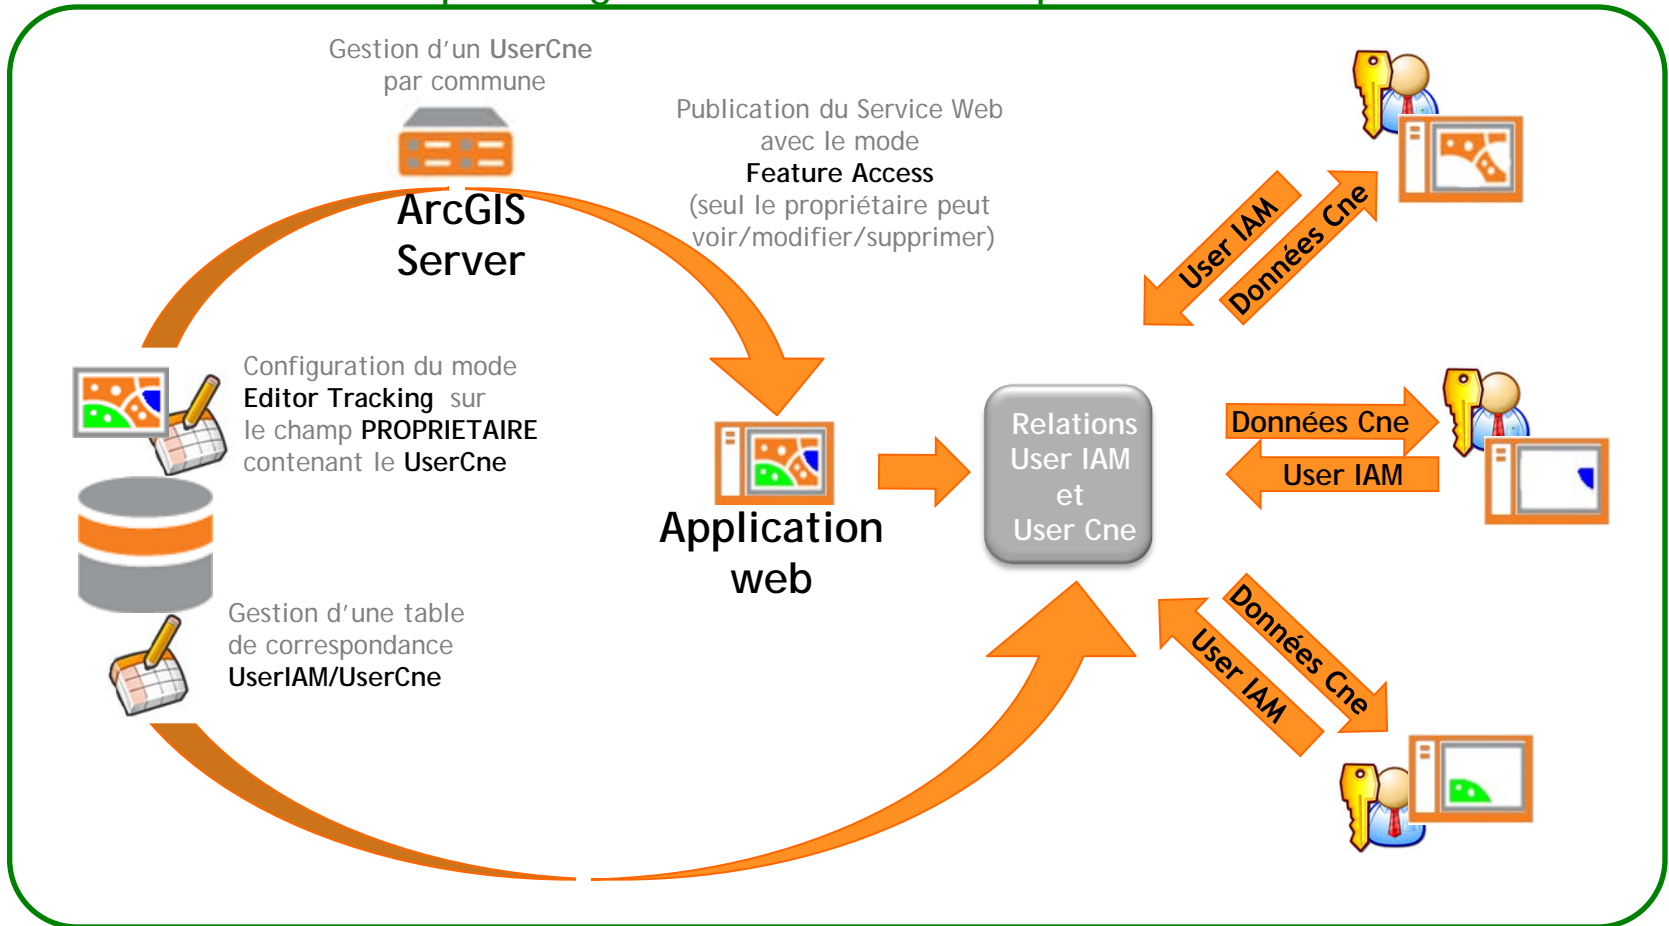 Gestion d'un UserCne
par commune
ArcGIS
Server
Publication du Service Web
avec le mode
Feature Access
(seul le propriétaire peut
voir/modifier/supprimer)
Configuration du mode
Editor Tracking sur
le champ PROPRIETAIRE
contenant le UserCne
Gestion d'une table
de correspondance
UserIAM/UserCne
Application
web
Relations
User IAM
et
User Cne
User IAM
Données Cne
Données Cne
User IAM
Données Cne
User IAM